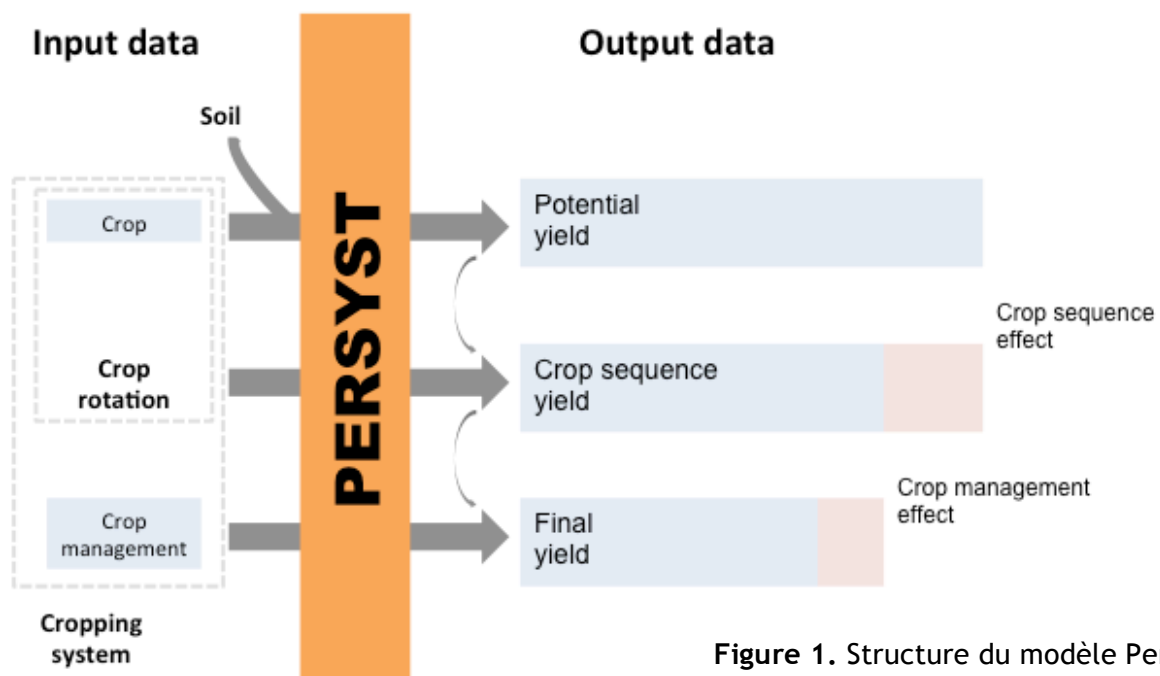 Input data
Output data
Soil
Crop
Crop
rotation
Crop
management
Cropping
system
PERSYST
Potential
yield
Crop sequence
effect
Crop sequence
yield
Crop management
effect
Final
yield
Figure 1. Structure du modèle Pe